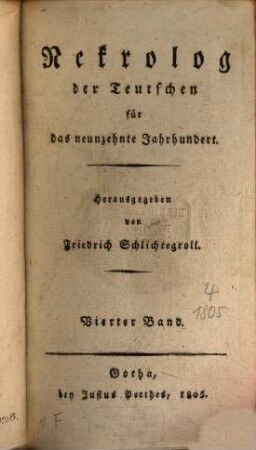 Nekrolog
der Teutschen
für
das neunzehnte Jahrhundert.
Herausgegeben
von
Friedrich Schlichtegroll.
4
1805
Vierter Band.
Gotha,
bey Justus Perthes, 1805.
F